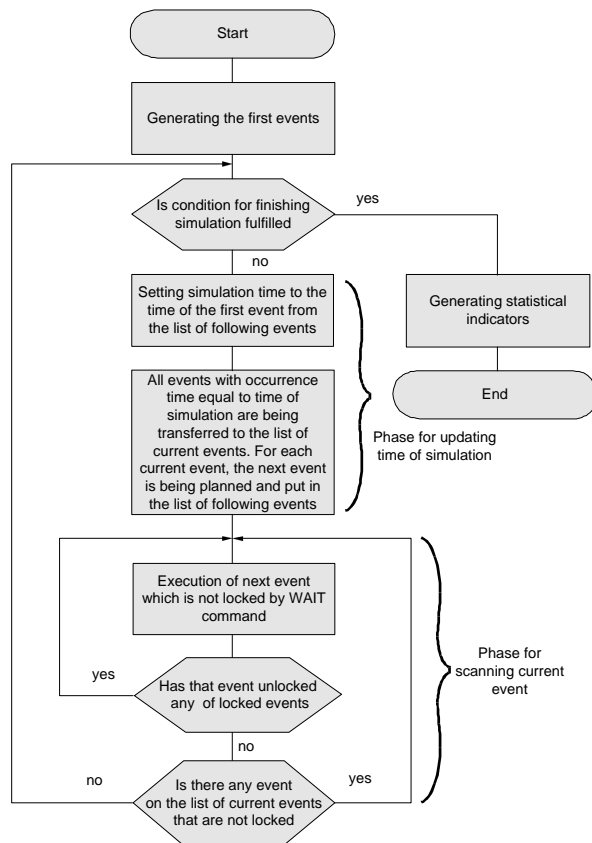 Start
Generating the first events
Is condition for finishing
simulation fulfilled
yes
no
Setting simulation time to the
time of the first event from
the list of following events
Generating statistical
indicators
All events with occurrence
time equal to time of
simulation are being
transferred to the list of
current events. For each
current event, the next event
is being planned and put in
the list of following events
End
Phase for updating
time of simulation
Execution of next event
which is not locked by WAIT
command
Phase for
scanning current
event
yes
Has that event unlocked
any of locked events
no
no
yes
Is there any event
on the list of current events
that are not locked